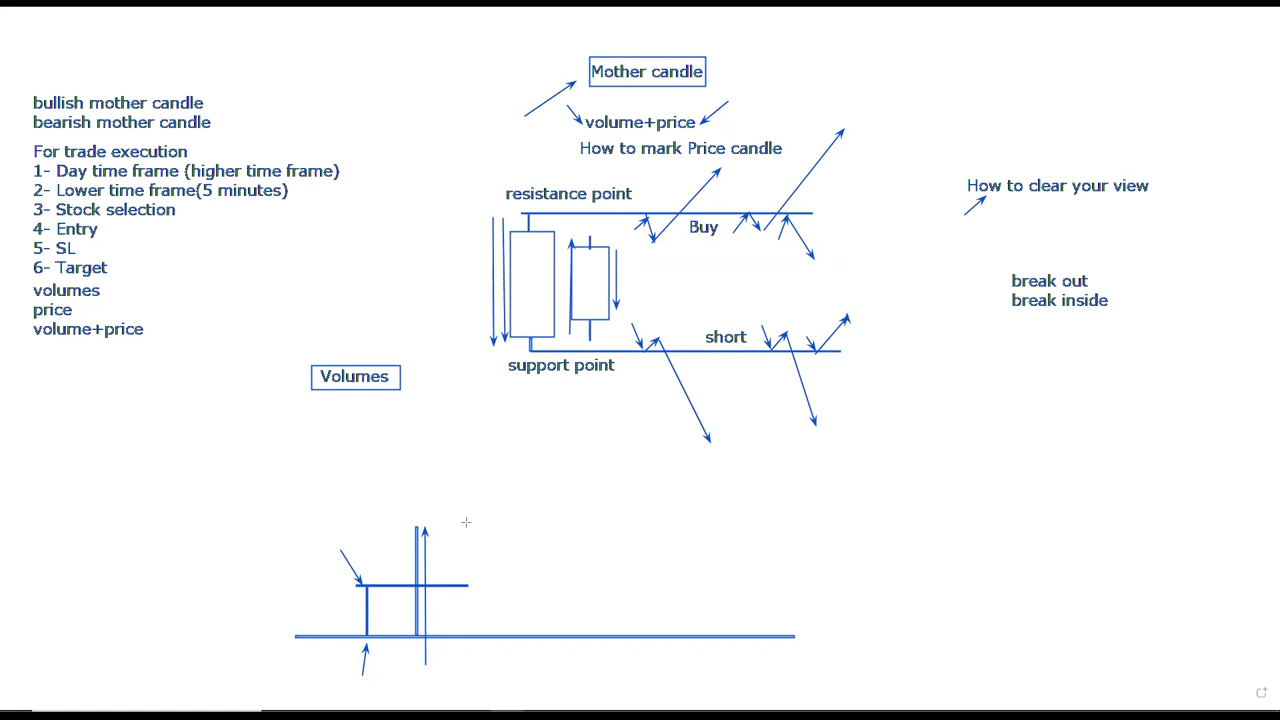 Mother candle
bullish mother candle
bearish mother candle
volume+price
How to mark Price candle
For trade execution
1- Day time frame (higher time frame)
2- Lower time frame(5 minutes)
3- Stock selection
4- Entry
5- SL
6- Target
volumes
price
volume+price
resistance point
Buy
short
support point
How to clear your view
break out
break inside
Volumes